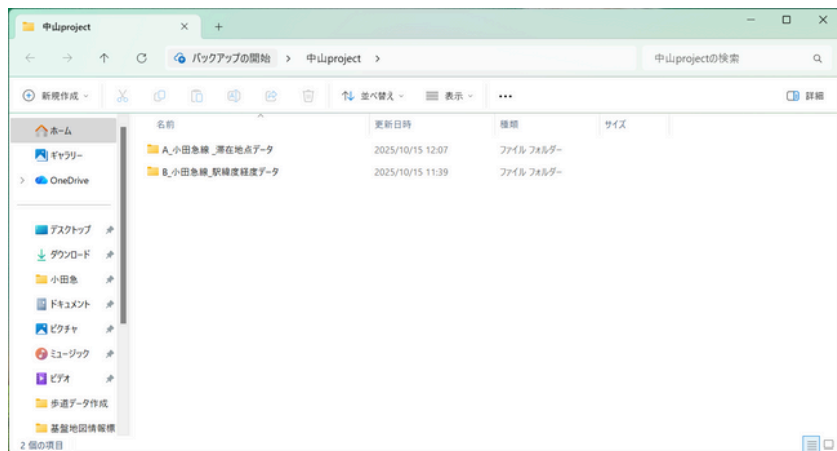 中山project
バックアップの開始 > 中山project >
中山projectの検索
新規作成
並べ替え
表示
...
詳細
名前
更新日時
種類
サイズ
ホーム
ギャラリー
OneDrive
デスクトップ
ダウンロード
小田急
ドキュメント
ピクチャ
ミュージック
ビデオ
歩道データ作成
基盤地図情報標
A_小田急線 _滞在地点データ 2025/10/15 12:07 ファイル フォルダー
B_小田急線_駅緯度経度データ 2025/10/15 11:39 ファイル フォルダー
2 個の項目